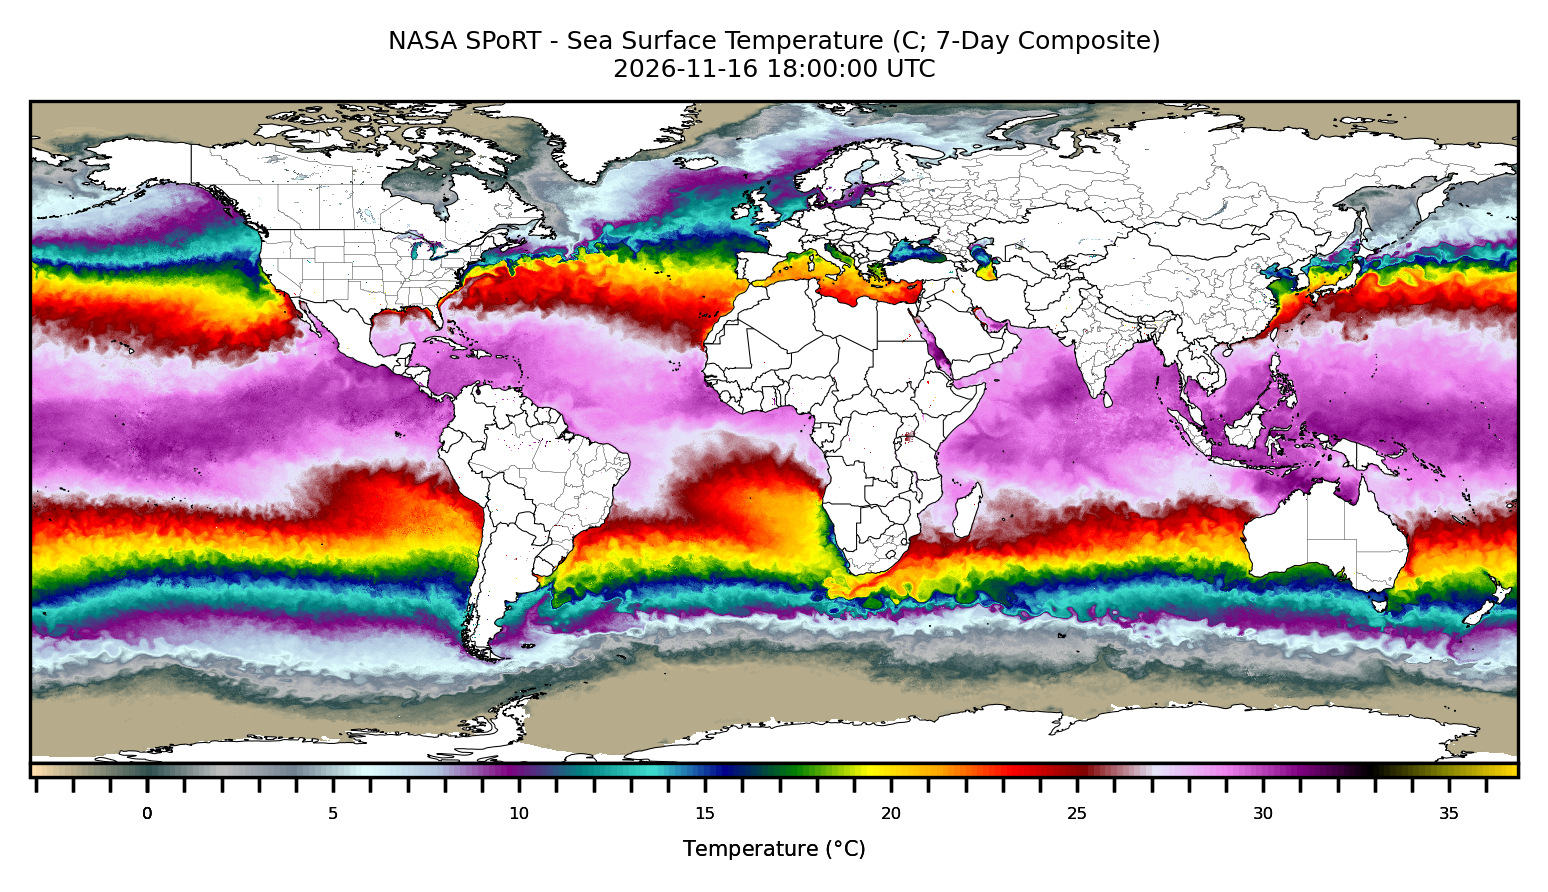 NASA SPoRT - Sea Surface Temperature (C; 7-Day Composite)
2026-11-16 18:00:00 UTC
0 5 10 15 20 25 30 35
Temperature (°C)